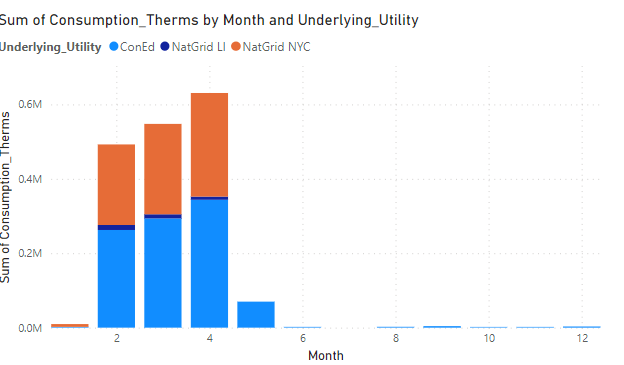 Sum of Consumption_Therms by Month and Underlying_Utility
Underlying_Utility ConEd NatGrid LI NatGrid NYC
Sum of Consumption_Therms
0.6M
0.4M
0.2M
0.0M
2 4 6 8 10 12
Month